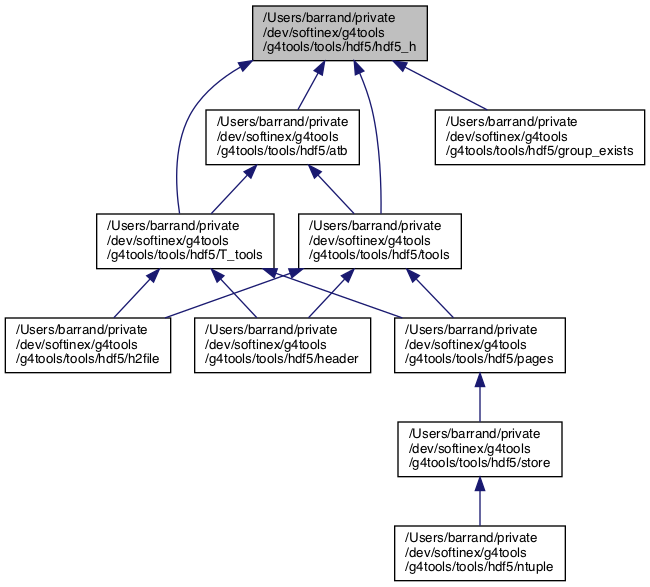 /Users/barrand/private
/dev/softinex/g4tools
/g4tools/tools/hdf5/hdf5_h
/Users/barrand/private
/dev/softinex/g4tools
/g4tools/tools/hdf5/atb
/Users/barrand/private
/dev/softinex/g4tools
/g4tools/tools/hdf5/group_exists
/Users/barrand/private
/dev/softinex/g4tools
/g4tools/tools/hdf5/T_tools
/Users/barrand/private
/dev/softinex/g4tools
/g4tools/tools/hdf5/tools
/Users/barrand/private
/dev/softinex/g4tools
/g4tools/tools/hdf5/h2file
/Users/barrand/private
/dev/softinex/g4tools
/g4tools/tools/hdf5/header
/Users/barrand/private
/dev/softinex/g4tools
/g4tools/tools/hdf5/pages
/Users/barrand/private
/dev/softinex/g4tools
/g4tools/tools/hdf5/store
/Users/barrand/private
/dev/softinex/g4tools
/g4tools/tools/hdf5/ntuple